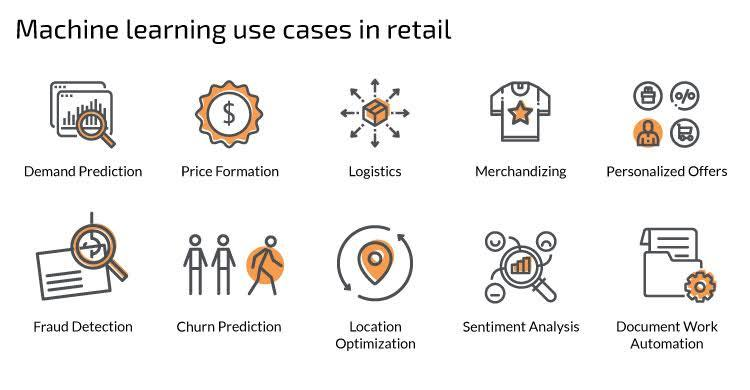 Machine learning use cases in retail
$
%
Demand Prediction
Price Formation
Logistics
Merchandizing
Personalized Offers
Fraud Detection
Churn Prediction
Location
Optimization
Sentiment Analysis
Document Work
Automation